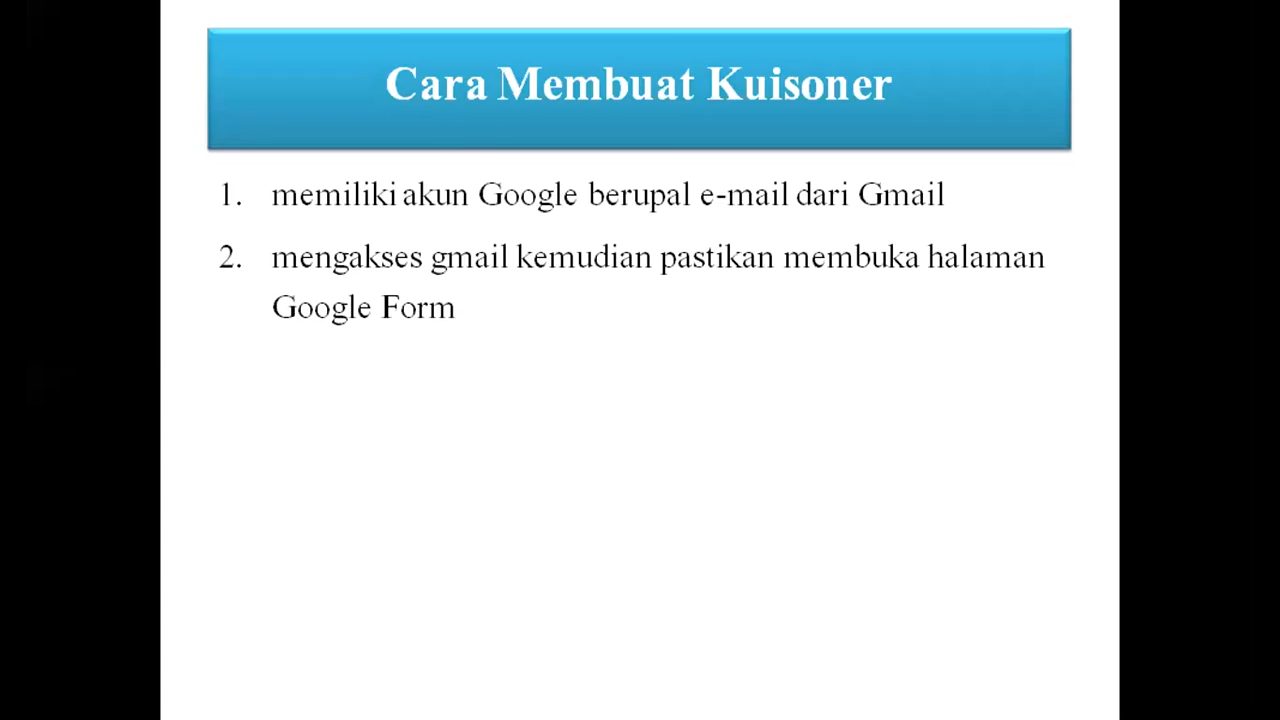 Cara Membuat Kuisoner
1. memiliki akun Google berupal e-mail dari Gmail
2. mengakses gmail kemudian pastikan membuka halaman
Google Form